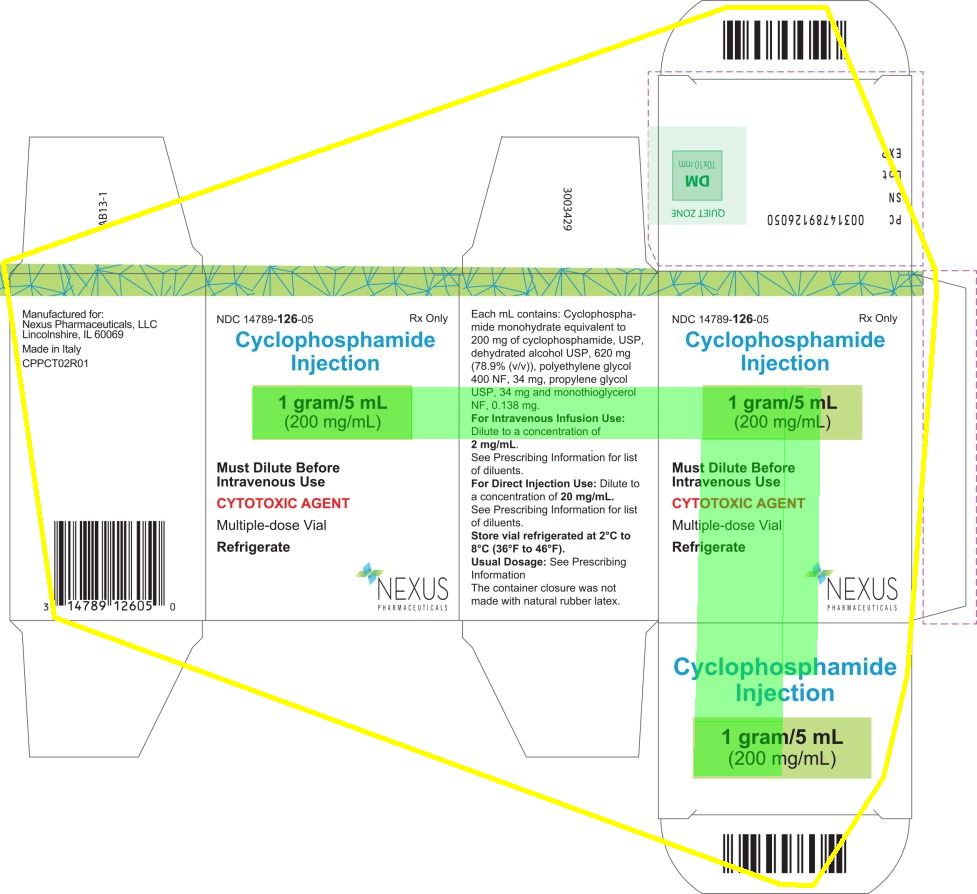 AB13-1
3003429
EXP
Lot
SN
PC 00314789126050
10x10 mm
DM
QUIET ZONE
Manufactured for:
Nexus Pharmaceuticals, LLC
Lincolnshire, IL 60069
Made in Italy
CPPCT02R01
3 14789 12605 0
NDC 14789-126-05 Rx Only
Cyclophosphamide
Injection
1 gram/5 mL
(200 mg/mL)
Must Dilute Before
Intravenous Use
CYTOTOXIC AGENT
Multiple-dose Vial
Refrigerate
NEXUS
PHARMACEUTICALS
Each mL contains: Cyclophospha-
mide monohydrate equivalent to
200 mg of cyclophosphamide, USP,
dehydrated alcohol USP, 620 mg
(78.9% (v/v)), polyethylene glycol
400 NF, 34 mg, propylene glycol
USP, 34 mg and monothioglycerol
NF, 0.138 mg.
For Intravenous Infusion Use:
Dilute to a concentration of
2 mg/mL.
See Prescribing Information for list
of diluents.
For Direct Injection Use: Dilute to
a concentration of 20 mg/mL.
See Prescribing Information for list
of diluents.
Store vial refrigerated at 2°C to
8°C (36°F to 46°F).
Usual Dosage: See Prescribing
Information
The container closure was not
made with natural rubber latex.
NDC 14789-126-05 Rx Only
Cyclophosphamide
Injection
1 gram/5 mL
(200 mg/mL)
Must Dilute Before
Intravenous Use
CYTOTOXIC AGENT
Multiple-dose Vial
Refrigerate
NEXUS
PHARMACEUTICALS
Cyclophosphamide
Injection
1 gram/5 mL
(200 mg/mL)